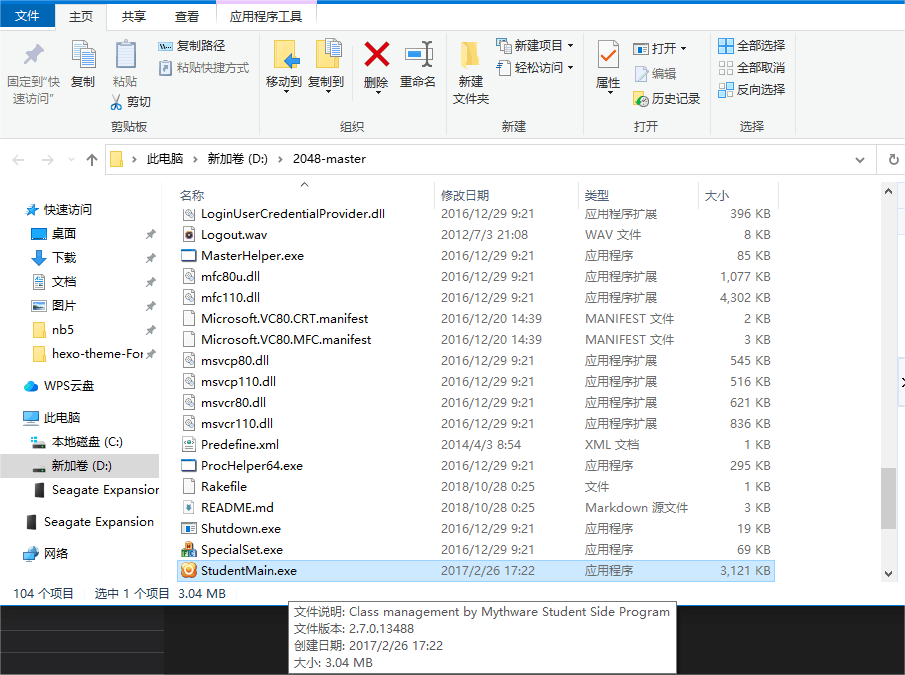 文件 主页 共享 查看 应用程序工具
固定到"快速访问"
复制
粘贴
复制路径
粘贴快捷方式
剪切
剪贴板
移动到 复制到 删除 重命名
组织
新建文件夹
新建项目
轻松访问
新建
属性
打开
编辑
历史记录
打开
全部选择
全部取消
反向选择
选择
此电脑 > 新加卷 (D:) > 2048-master
快速访问
桌面
下载
文档
图片
nb5
hexo-theme-For
WPS云盘
此电脑
本地磁盘 (C:)
新加卷 (D:)
Seagate Expansion
Seagate Expansion
网络
名称 修改日期 类型 大小
LoginUserCredentialProvider.dll 2016/12/29 9:21 应用程序扩展 396 KB
Logout.wav 2012/7/3 21:08 WAV 文件 8 KB
MasterHelper.exe 2016/12/29 9:21 应用程序 85 KB
mfc80u.dll 2016/12/29 9:21 应用程序扩展 1,077 KB
mfc110.dll 2016/12/29 9:21 应用程序扩展 4,302 KB
Microsoft.VC80.CRT.manifest 2016/12/20 14:39 MANIFEST 文件 2 KB
Microsoft.VC80.MFC.manifest 2016/12/20 14:39 MANIFEST 文件 3 KB
msvcp80.dll 2016/12/29 9:21 应用程序扩展 545 KB
msvcp110.dll 2016/12/29 9:21 应用程序扩展 516 KB
msvcr80.dll 2016/12/29 9:21 应用程序扩展 621 KB
msvcr110.dll 2016/12/29 9:21 应用程序扩展 836 KB
Predefine.xml 2014/4/3 8:54 XML 文档 1 KB
ProcHelper64.exe 2016/12/29 9:21 应用程序 295 KB
Rakefile 2018/10/28 0:25 文件 1 KB
README.md 2018/10/28 0:25 Markdown 源文件 3 KB
Shutdown.exe 2016/12/29 9:21 应用程序 19 KB
SpecialSet.exe 2016/12/29 9:21 应用程序 69 KB
StudentMain.exe 2017/2/26 17:22 应用程序 3,121 KB
104 个项目 选中 1 个项目 3.04 MB
文件说明: Class management by Mythware Student Side Program
文件版本: 2.7.0.13488
创建日期: 2017/2/26 17:22
大小: 3.04 MB